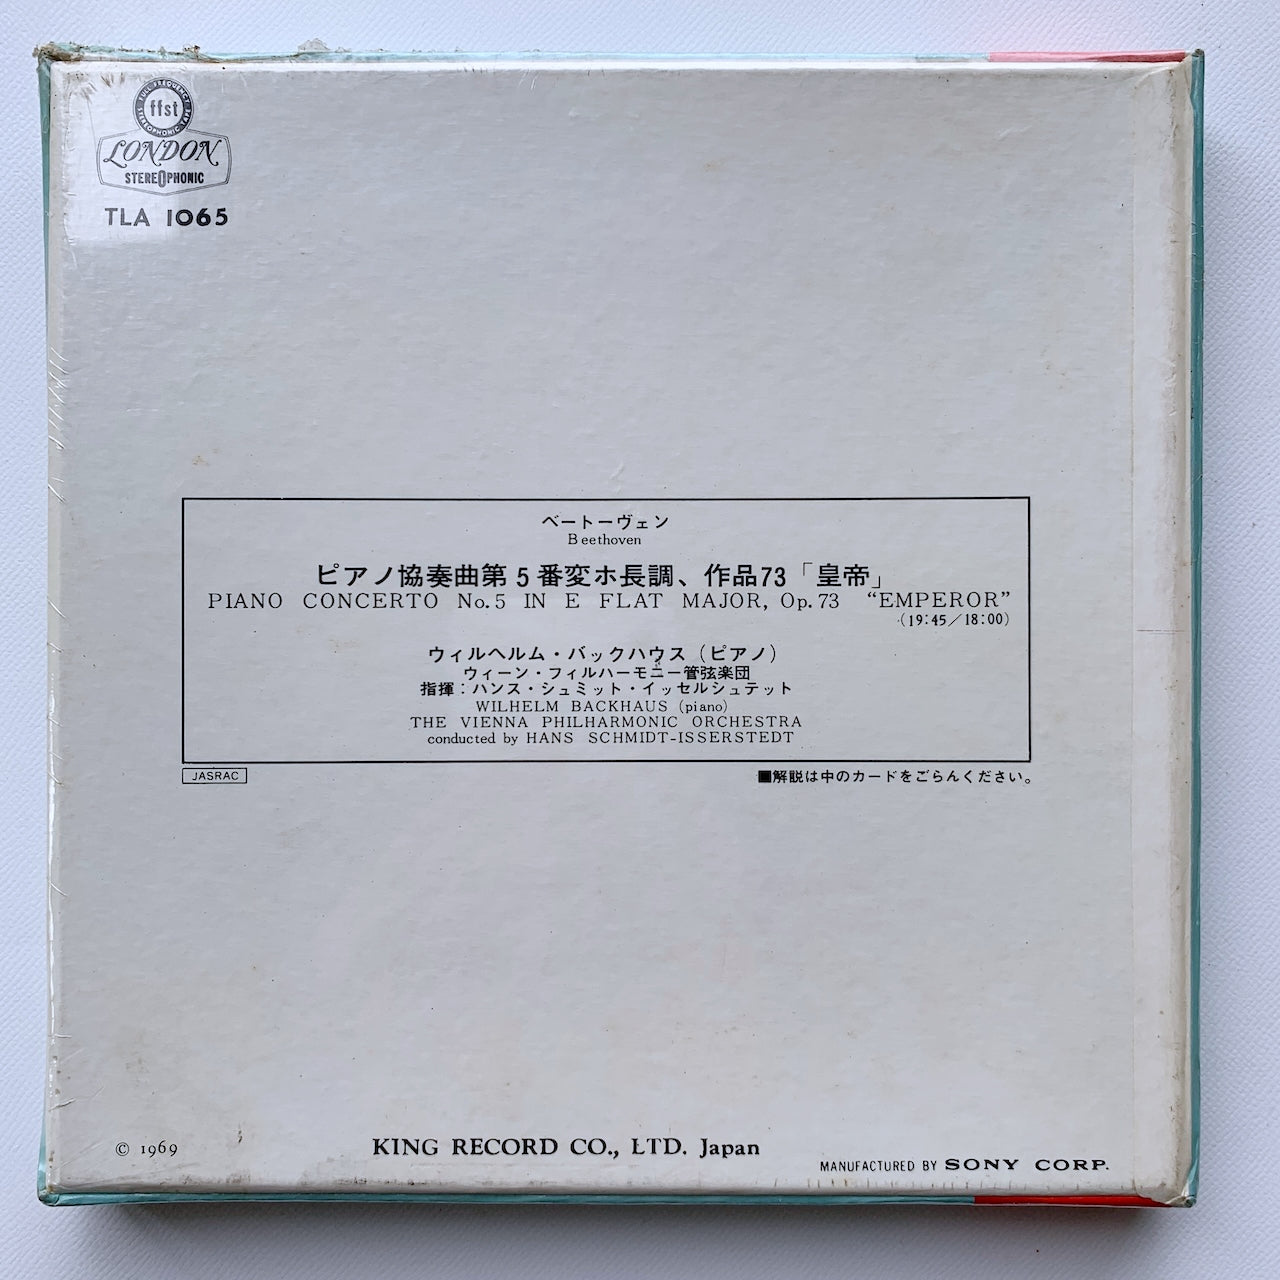 FULL FREQUENCY
ffst
STEREOPHONIC TAPE
LONDON
STEREOPHONIC
TLA 1065
ベートーヴェン
Beethoven
ピアノ協奏曲第5番変ホ長調、作品73「皇帝」
PIANO CONCERTO No.5 IN E FLAT MAJOR, Op.73 “EMPEROR”
(19:45/18:00)
ウィルヘルム・バックハウス(ピアノ)
ウィーン・フィルハーモニー管弦楽団
指揮:ハンス・シュミット・イッセルシュテット
WILHELM BACKHAUS (piano)
THE VIENNA PHILHARMONIC ORCHESTRA
conducted by HANS SCHMIDT-ISSERSTEDT
JASRAC
■解説は中のカードをごらんください。
© 1969
KING RECORD CO., LTD. Japan
MANUFACTURED BY SONY CORP.